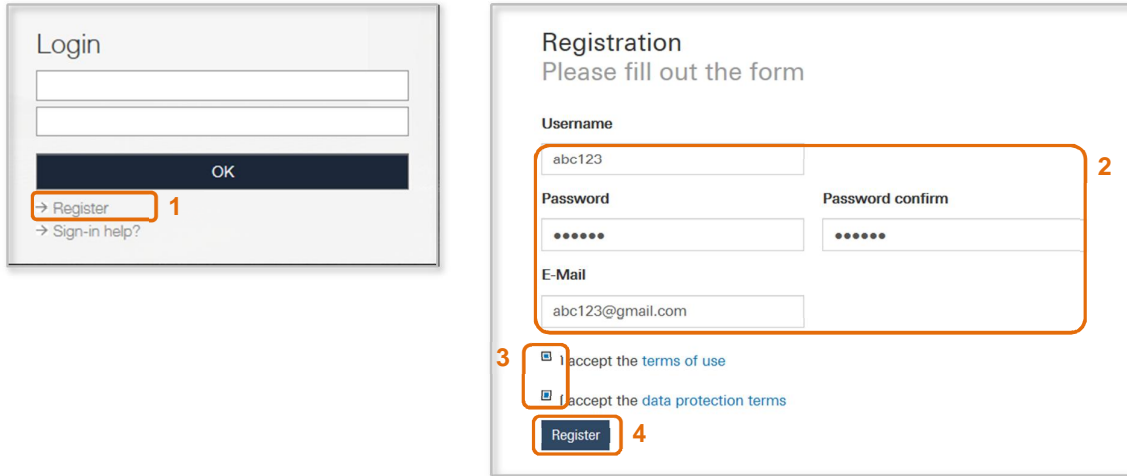 Login
OK
→ Register
1
→ Sign-in help?
Registration
Please fill out the form
Username
abc123
2
Password
Password confirm
••••••
••••••
E-Mail
abc123@gmail.com
3
I accept the terms of use
I accept the data protection terms
Register
4